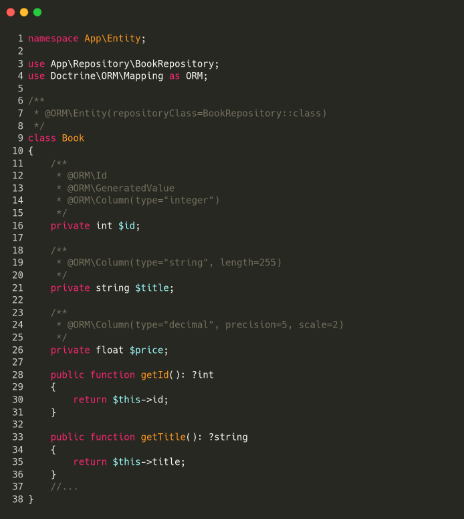 1 namespace App\Entity;
2
3 use App\Repository\BookRepository;
4 use Doctrine\ORM\Mapping as ORM;
5
6 /**
7  * @ORM\Entity(repositoryClass=BookRepository::class)
8  */
9 class Book
10 {
11     /**
12      * @ORM\Id
13      * @ORM\GeneratedValue
14      * @ORM\Column(type="integer")
15      */
16     private int $id;
17
18     /**
19      * @ORM\Column(type="string", length=255)
20      */
21     private string $title;
22
23     /**
24      * @ORM\Column(type="decimal", precision=5, scale=2)
25      */
26     private float $price;
27
28     public function getId(): ?int
29     {
30         return $this->id;
31     }
32
33     public function getTitle(): ?string
34     {
35         return $this->title;
36     }
37     //...
38 }